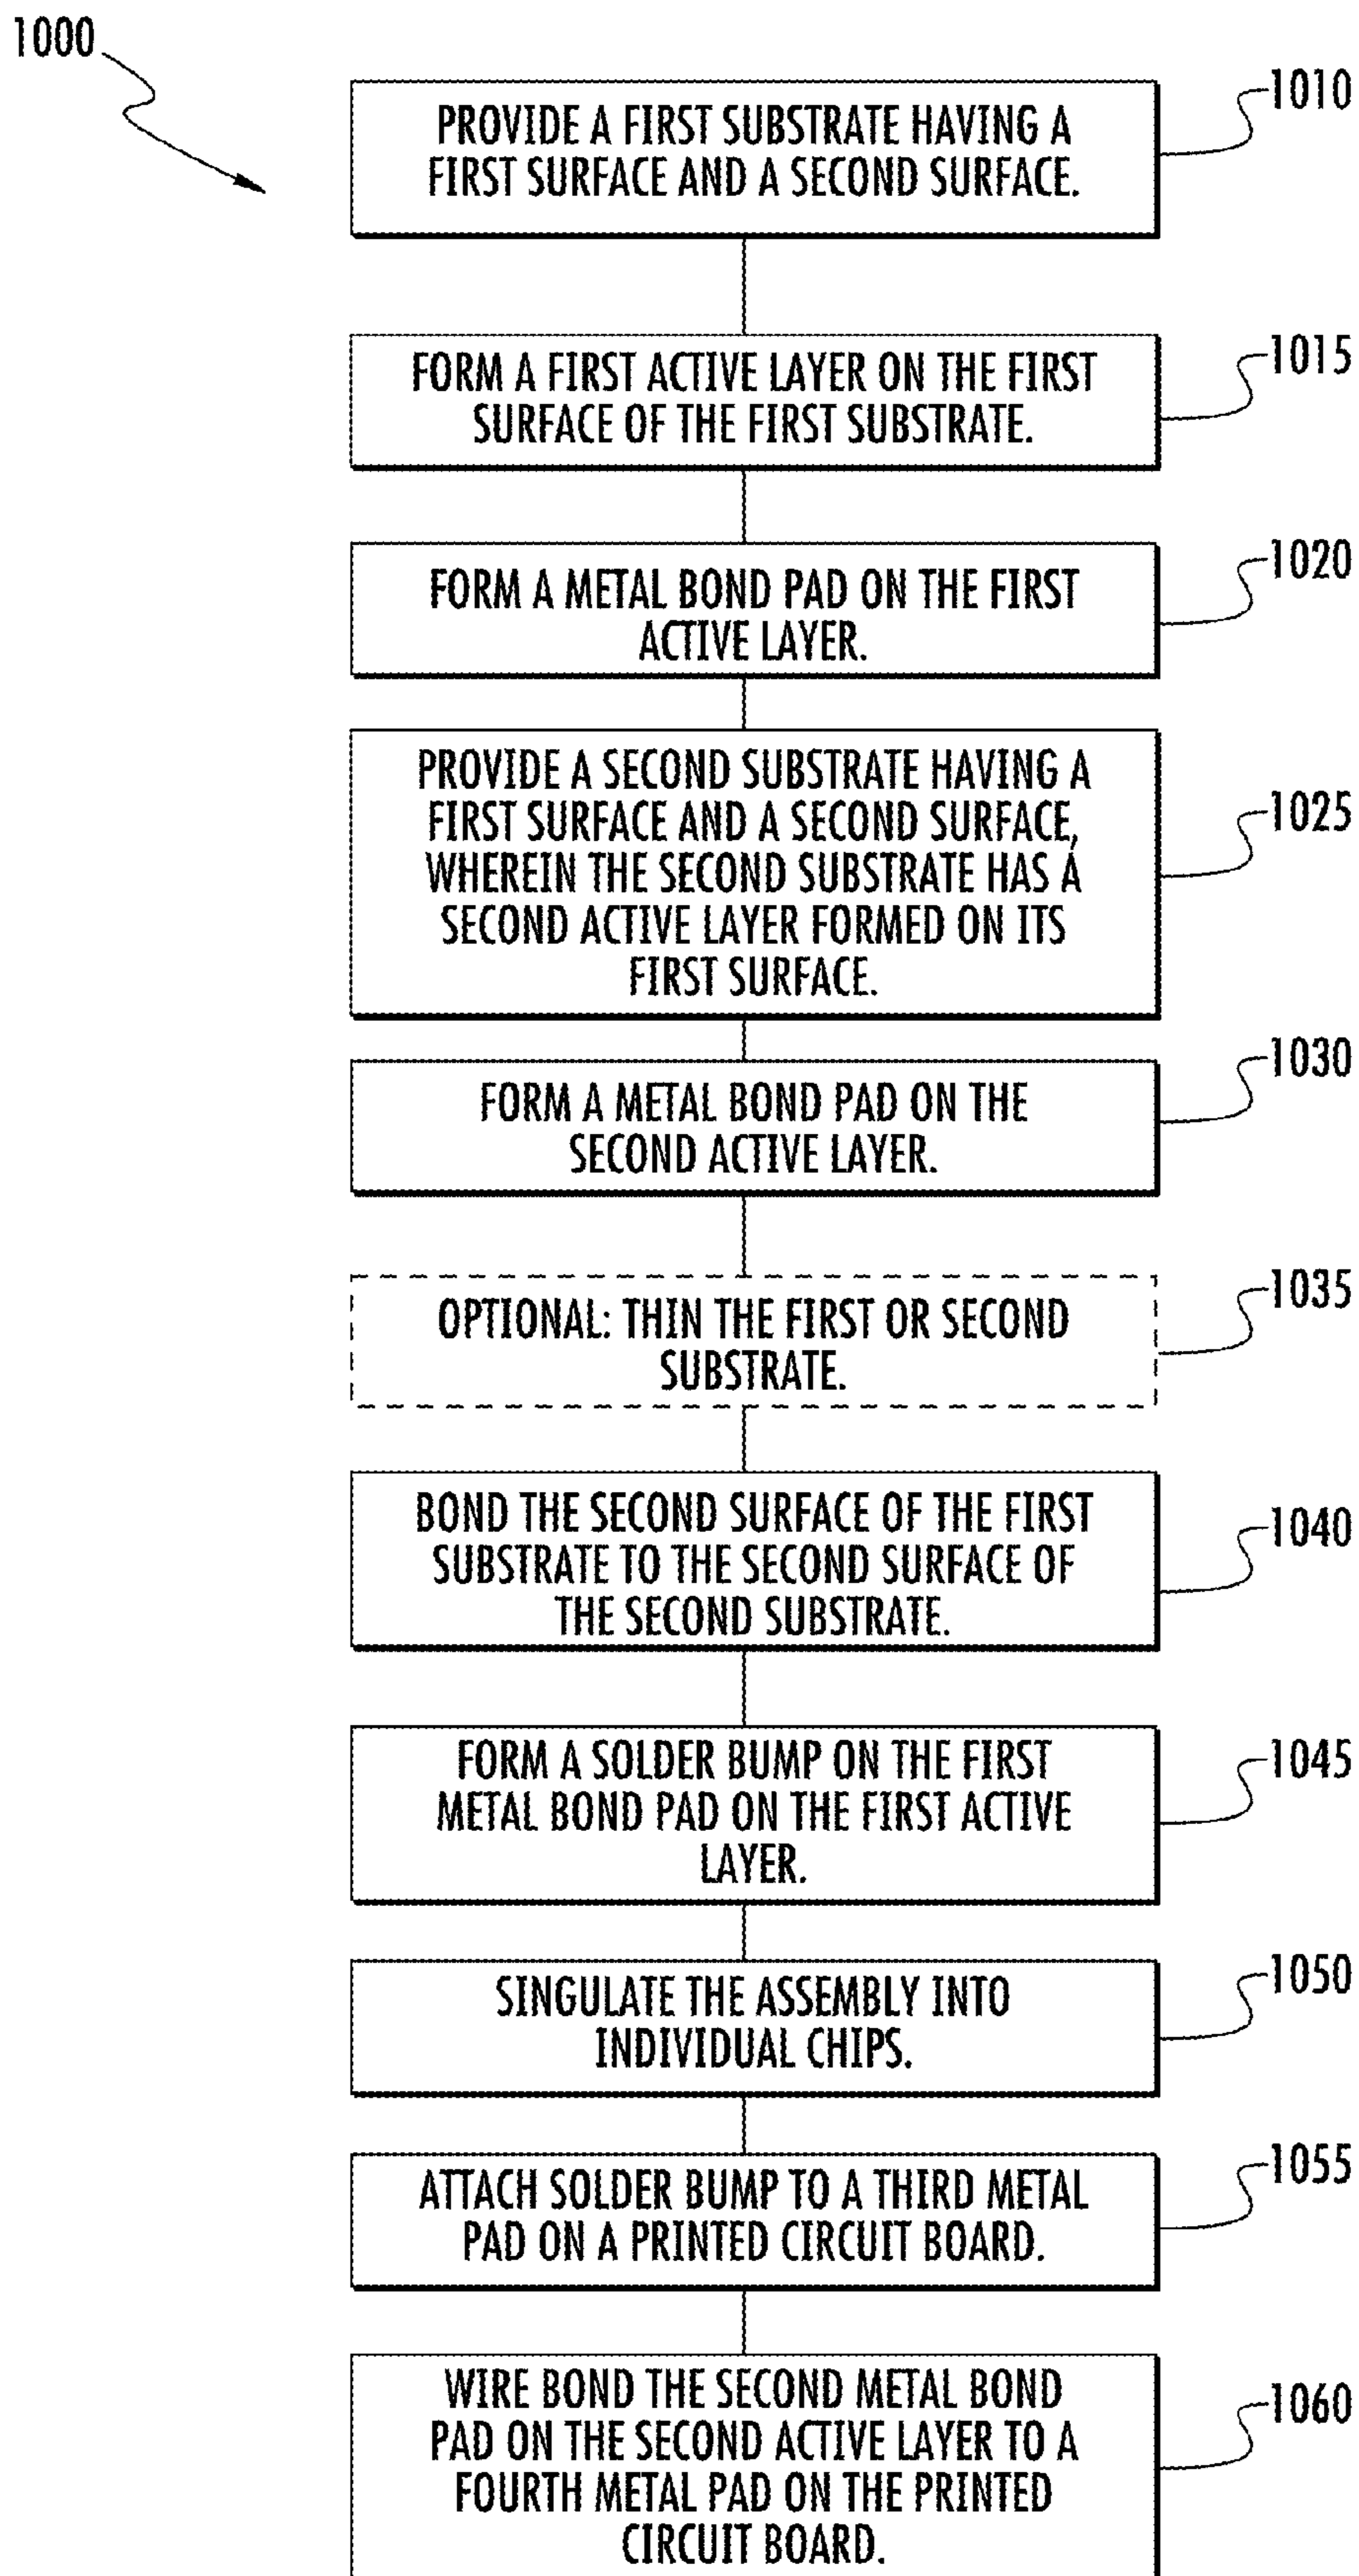 1000
PROVIDE A FIRST SUBSTRATE HAVING A
FIRST SURFACE AND A SECOND SURFACE.
1010
FORM A FIRST ACTIVE LAYER ON THE FIRST
SURFACE OF THE FIRST SUBSTRATE.
1015
FORM A METAL BOND PAD ON THE FIRST
ACTIVE LAYER.
1020
PROVIDE A SECOND SUBSTRATE HAVING A
FIRST SURFACE AND A SECOND SURFACE,
WHEREIN THE SECOND SUBSTRATE HAS A
SECOND ACTIVE LAYER FORMED ON ITS
FIRST SURFACE.
1025
FORM A METAL BOND PAD ON THE
SECOND ACTIVE LAYER.
1030
OPTIONAL: THIN THE FIRST OR SECOND
SUBSTRATE.
1035
BOND THE SECOND SURFACE OF THE FIRST
SUBSTRATE TO THE SECOND SURFACE OF
THE SECOND SUBSTRATE.
1040
FORM A SOLDER BUMP ON THE FIRST
METAL BOND PAD ON THE FIRST ACTIVE
LAYER.
1045
SINGULATE THE ASSEMBLY INTO
INDIVIDUAL CHIPS.
1050
ATTACH SOLDER BUMP TO A THIRD METAL
PAD ON A PRINTED CIRCUIT BOARD.
1055
WIRE BOND THE SECOND METAL BOND
PAD ON THE SECOND ACTIVE LAYER TO A
FOURTH METAL PAD ON THE PRINTED
CIRCUIT BOARD.
1060